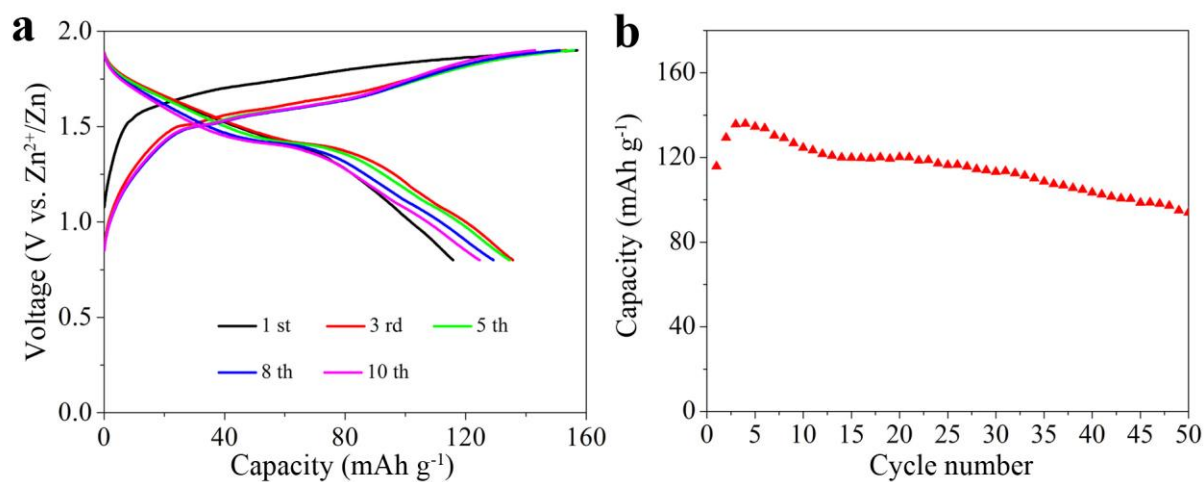 a
2.0
1.5
1.0
0.5
0.0
Voltage (V vs. Zn²⁺/Zn)
1 st
3 rd
5 th
8 th
10 th
0
40
80
120
160
Capacity (mAh g⁻¹)
b
160
120
80
40
0
Capacity (mAh g⁻¹)
0
5
10
15
20
25
30
35
40
45
50
Cycle number